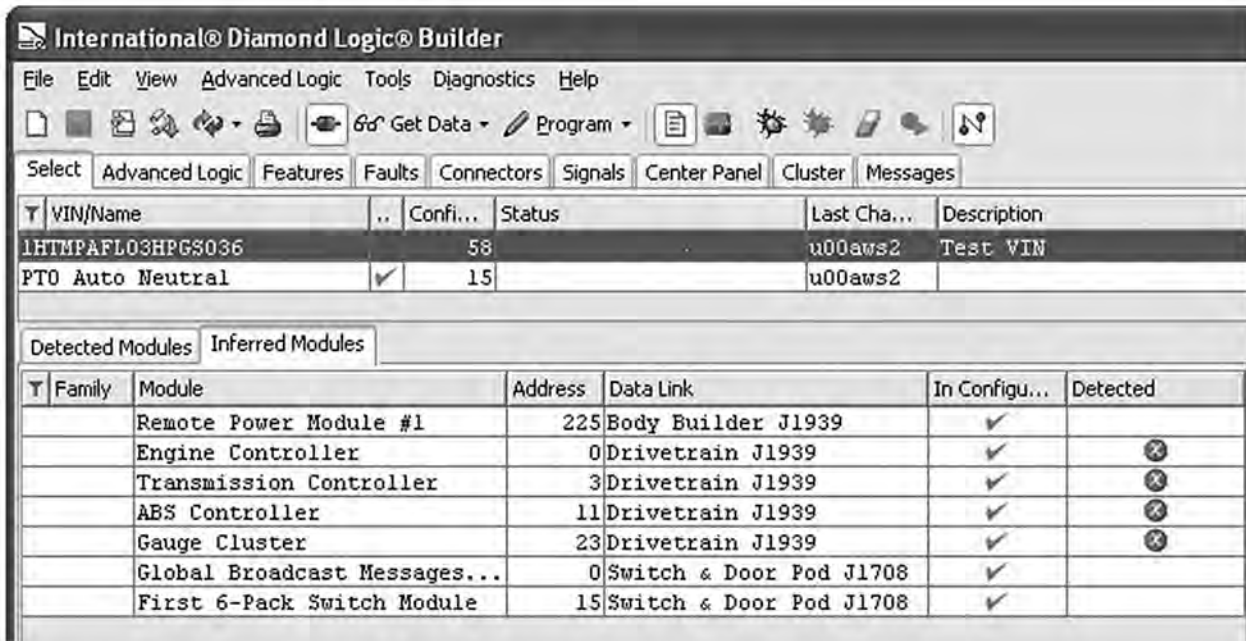 International® Diamond Logic® Builder
File Edit View Advanced Logic Tools Diagnostics Help
Get Data Program
Select Advanced Logic Features Faults Connectors Signals Center Panel Cluster Messages
VIN/Name .. Confi... Status Last Cha... Description
1HTMPAFL03HPGS036 58 u00aws2 Test VIN
PTO Auto Neutral 15 u00aws2
Detected Modules Inferred Modules
Family Module Address Data Link In Configu... Detected
Remote Power Module #1 225 Body Builder J1939
Engine Controller 0 Drivetrain J1939
Transmission Controller 3 Drivetrain J1939
ABS Controller 11 Drivetrain J1939
Gauge Cluster 23 Drivetrain J1939
Global Broadcast Messages... 0 Switch & Door Pod J1708
First 6-Pack Switch Module 15 Switch & Door Pod J1708